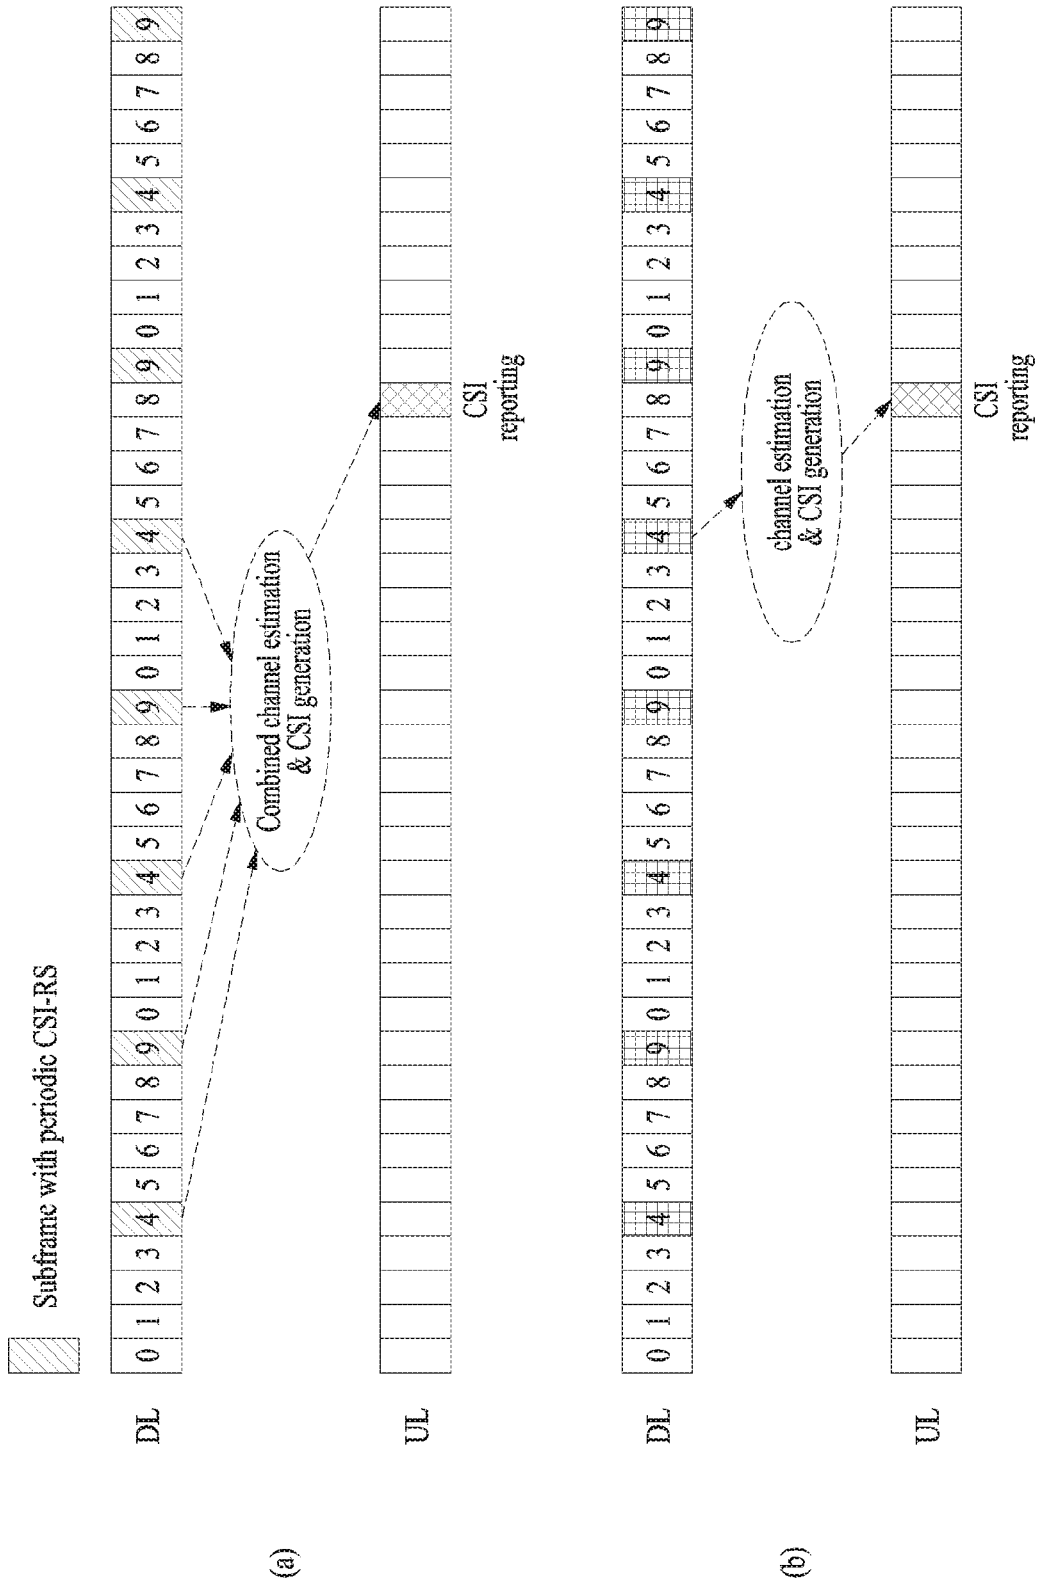 Subframe with periodic CSI-RS
(a)
DL
0 1 2 3 4 5 6 7 8 9 0 1 2 3 4 5 6 7 8 9 0 1 2 3 4 5 6 7 8 9 0 1 2 3 4 5 6 7 8 9
Combined channel estimation
& CSI generation
UL
CSI
reporting
(b)
DL
0 1 2 3 4 5 6 7 8 9 0 1 2 3 4 5 6 7 8 9 0 1 2 3 4 5 6 7 8 9 0 1 2 3 4 5 6 7 8 9
channel estimation
& CSI generation
UL
CSI
reporting